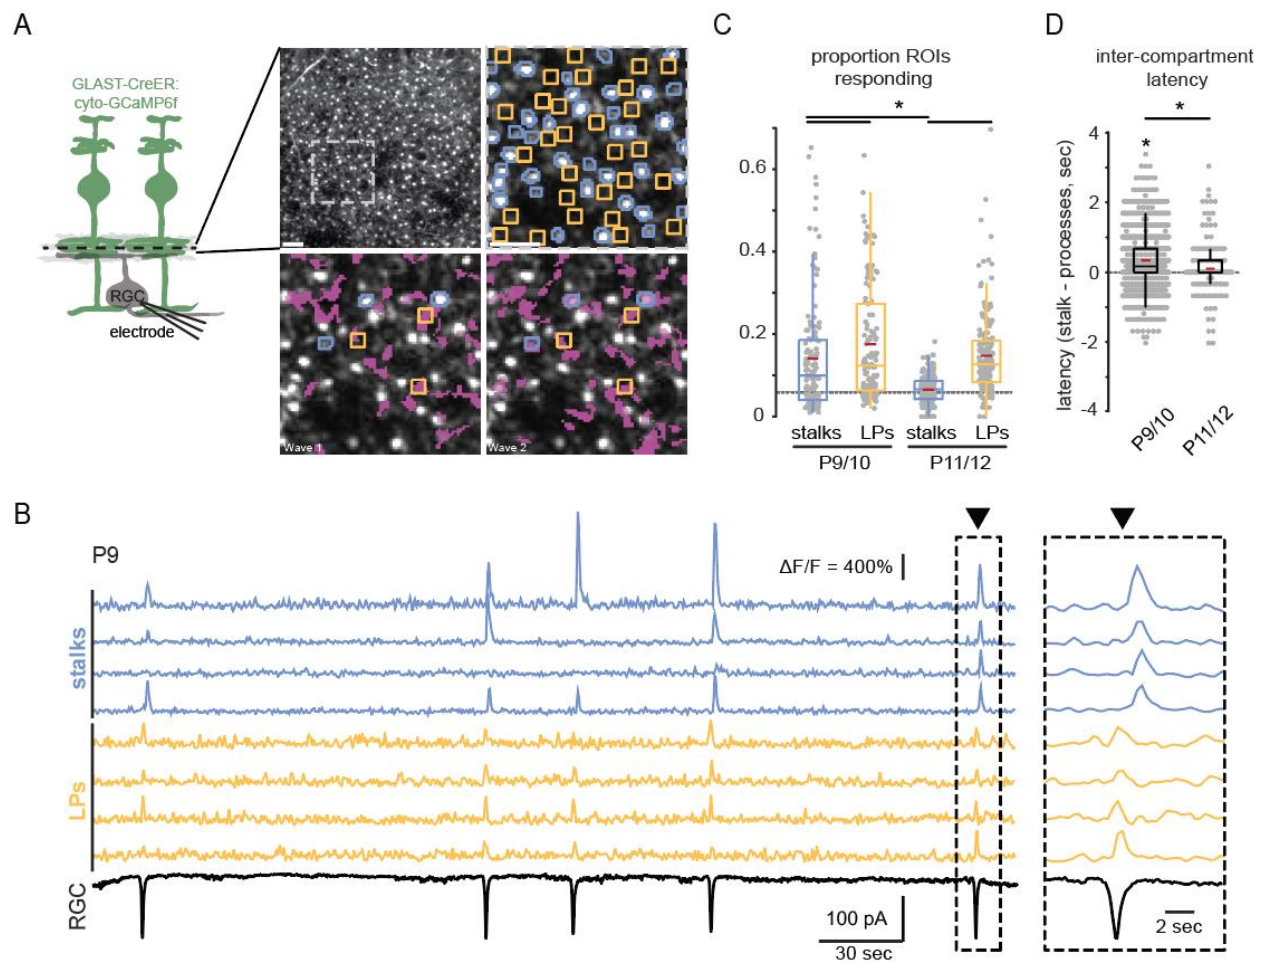 A
GLAST-CreER:
cyto-GCaMP6f
RGC
electrode
Wave 1
Wave 2
C
proportion ROIs
responding
*
0.6
0.4
0.2
0
stalks
LPs
stalks
LPs
P9/10
P11/12
D
inter-compartment
latency
*
*
latency (stalk - processes, sec)
4
2
0
-2
-4
P9/10
P11/12
B
P9
ΔF/F = 400%
stalks
LPs
RGC
100 pA
30 sec
2 sec